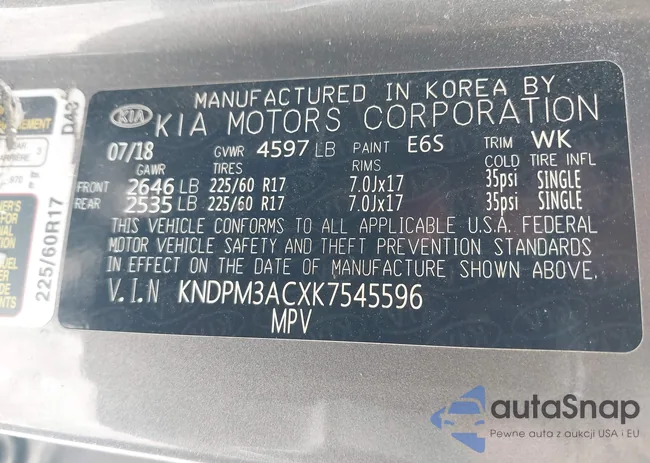 MANUFACTURED IN KOREA BY
KIA KIA MOTORS CORPORATION
07/18 GVWR 4597 LB PAINT E6S TRIM WK
GAWR TIRES RIMS COLD TIRE INFL
FRONT 2646 LB 225/60 R17 7.0Jx17 35psi SINGLE
REAR 2535 LB 225/60 R17 7.0Jx17 35psi SINGLE
THIS VEHICLE CONFORMS TO ALL APPLICABLE U.S.A. FEDERAL
MOTOR VEHICLE SAFETY AND THEFT PREVENTION STANDARDS
IN EFFECT ON THE DATE OF MANUFACTURE SHOWN ABOVE.
V.I.N KNDPM3ACXK7545596
MPV
225/60R17
autaSnap
Pewne auta z aukcji USA i EU